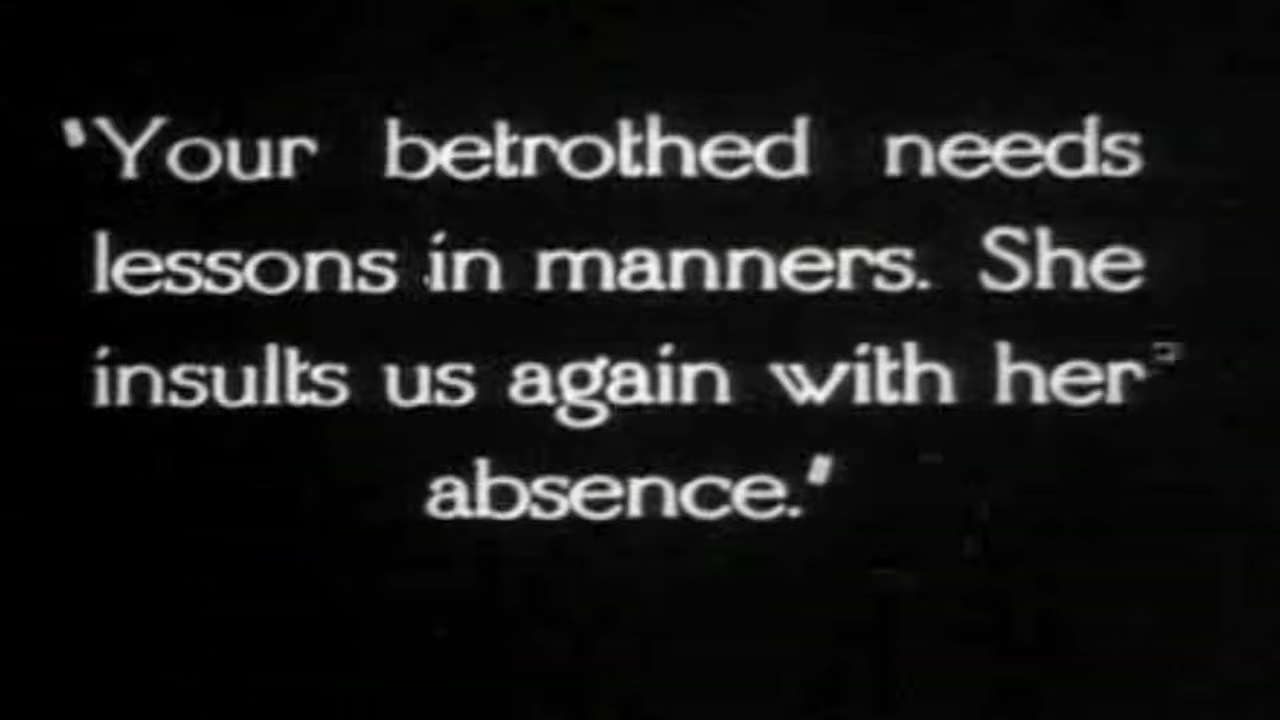 "Your betrothed needs
lessons in manners. She
insults us again with her
absence."